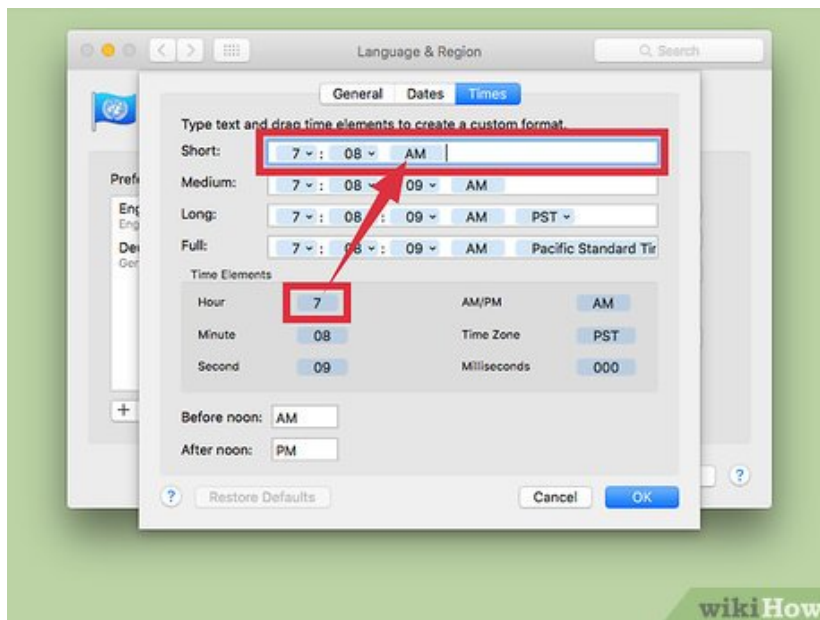 Language & Region
Search
General Dates Times
Type text and drag time elements to create a custom format.
Short: 7 : 08 AM
Medium: 7 : 08 09 AM
Long: 7 : 08 09 AM PST
Full: 7 : 08 : 09 AM Pacific Standard Tir
Time Elements
Hour 7 AM/PM AM
Minute 08 Time Zone PST
Second 09 Milliseconds 000
Before noon: AM
After noon: PM
? Restore Defaults Cancel OK
Pref
Eng
Eng
De
Ger
+
?
wikiHow